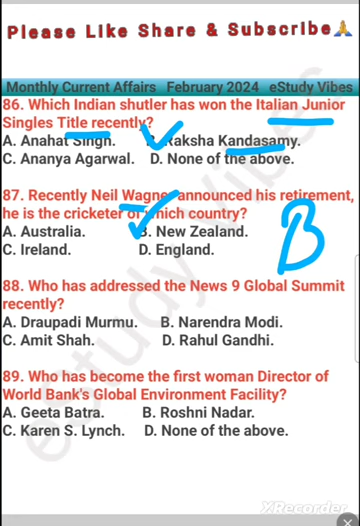 Please Like Share & Subscribe🙏
Monthly Current Affairs February 2024 eStudy Vibes
86. Which Indian shutler has won the Italian Junior
Singles Title recently?
A. Anahat Singh. B. Raksha Kandasamy.
C. Ananya Agarwal. D. None of the above.
87. Recently Neil Wagner announced his retirement,
he is the cricketer of which country?
A. Australia. B. New Zealand.
C. Ireland. D. England.
B
88. Who has addressed the News 9 Global Summit
recently?
A. Draupadi Murmu. B. Narendra Modi.
C. Amit Shah. D. Rahul Gandhi.
89. Who has become the first woman Director of
World Bank's Global Environment Facility?
A. Geeta Batra. B. Roshni Nadar.
C. Karen S. Lynch. D. None of the above.
eStudy Vibes
XRecorder